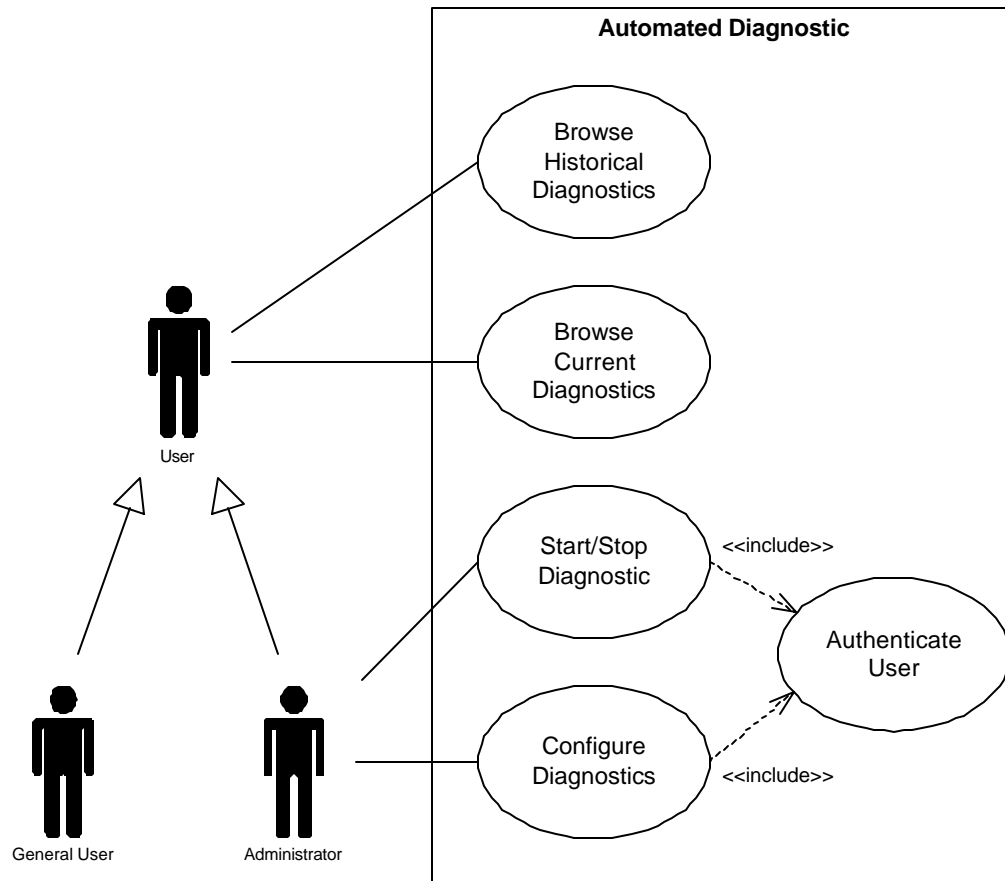 Automated Diagnostic
Browse
Historical
Diagnostics
Browse
Current
Diagnostics
User
Start/Stop
Diagnostic
<<include>>
Authenticate
User
Configure
Diagnostics
<<include>>
General User
Administrator